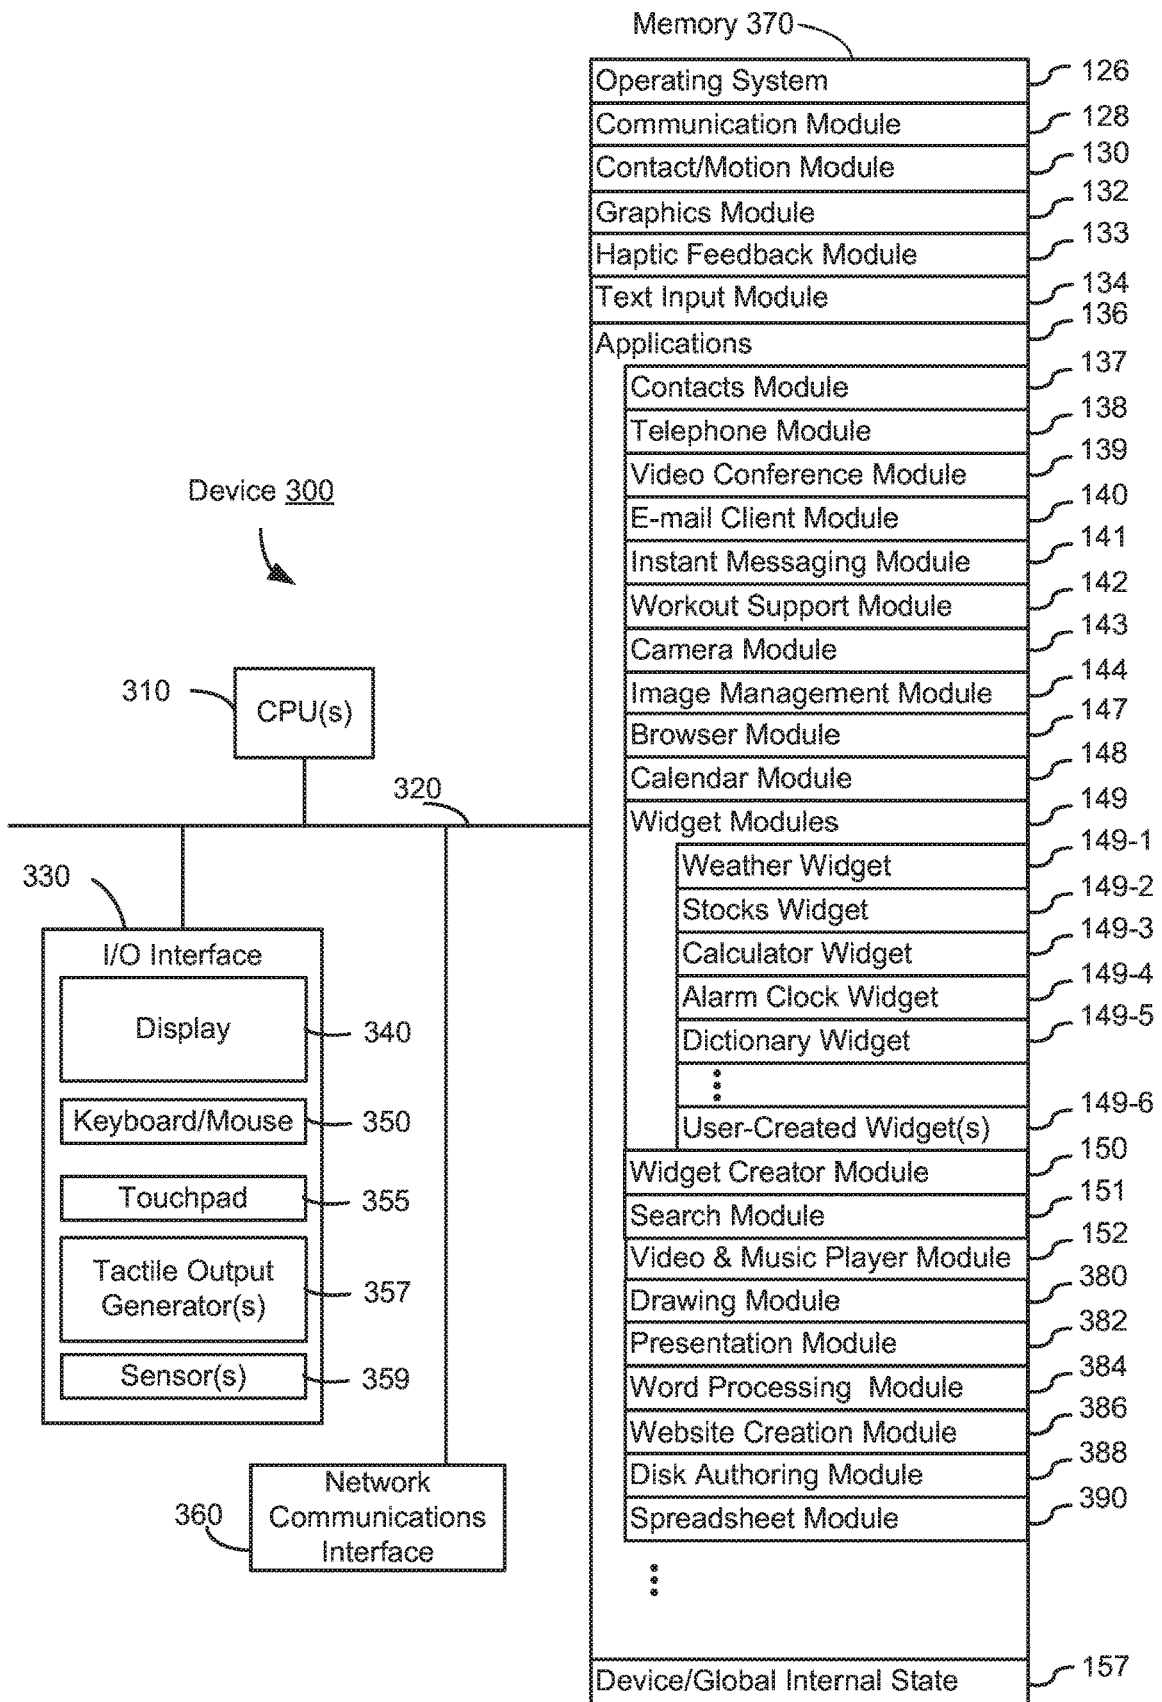 Memory 370
Operating System 126
Communication Module 128
Contact/Motion Module 130
Graphics Module 132
Haptic Feedback Module 133
Text Input Module 134
Applications 136
Contacts Module 137
Telephone Module 138
Video Conference Module 139
E-mail Client Module 140
Instant Messaging Module 141
Workout Support Module 142
Camera Module 143
Image Management Module 144
Browser Module 147
Calendar Module 148
Widget Modules 149
Weather Widget 149-1
Stocks Widget 149-2
Calculator Widget 149-3
Alarm Clock Widget 149-4
Dictionary Widget 149-5
User-Created Widget(s) 149-6
Widget Creator Module 150
Search Module 151
Video & Music Player Module 152
Drawing Module 380
Presentation Module 382
Word Processing Module 384
Website Creation Module 386
Disk Authoring Module 388
Spreadsheet Module 390
Device/Global Internal State 157
Device 300
310
CPU(s)
320
330
I/O Interface
Display 340
Keyboard/Mouse 350
Touchpad 355
Tactile Output
Generator(s) 357
Sensor(s) 359
360
Network
Communications
Interface